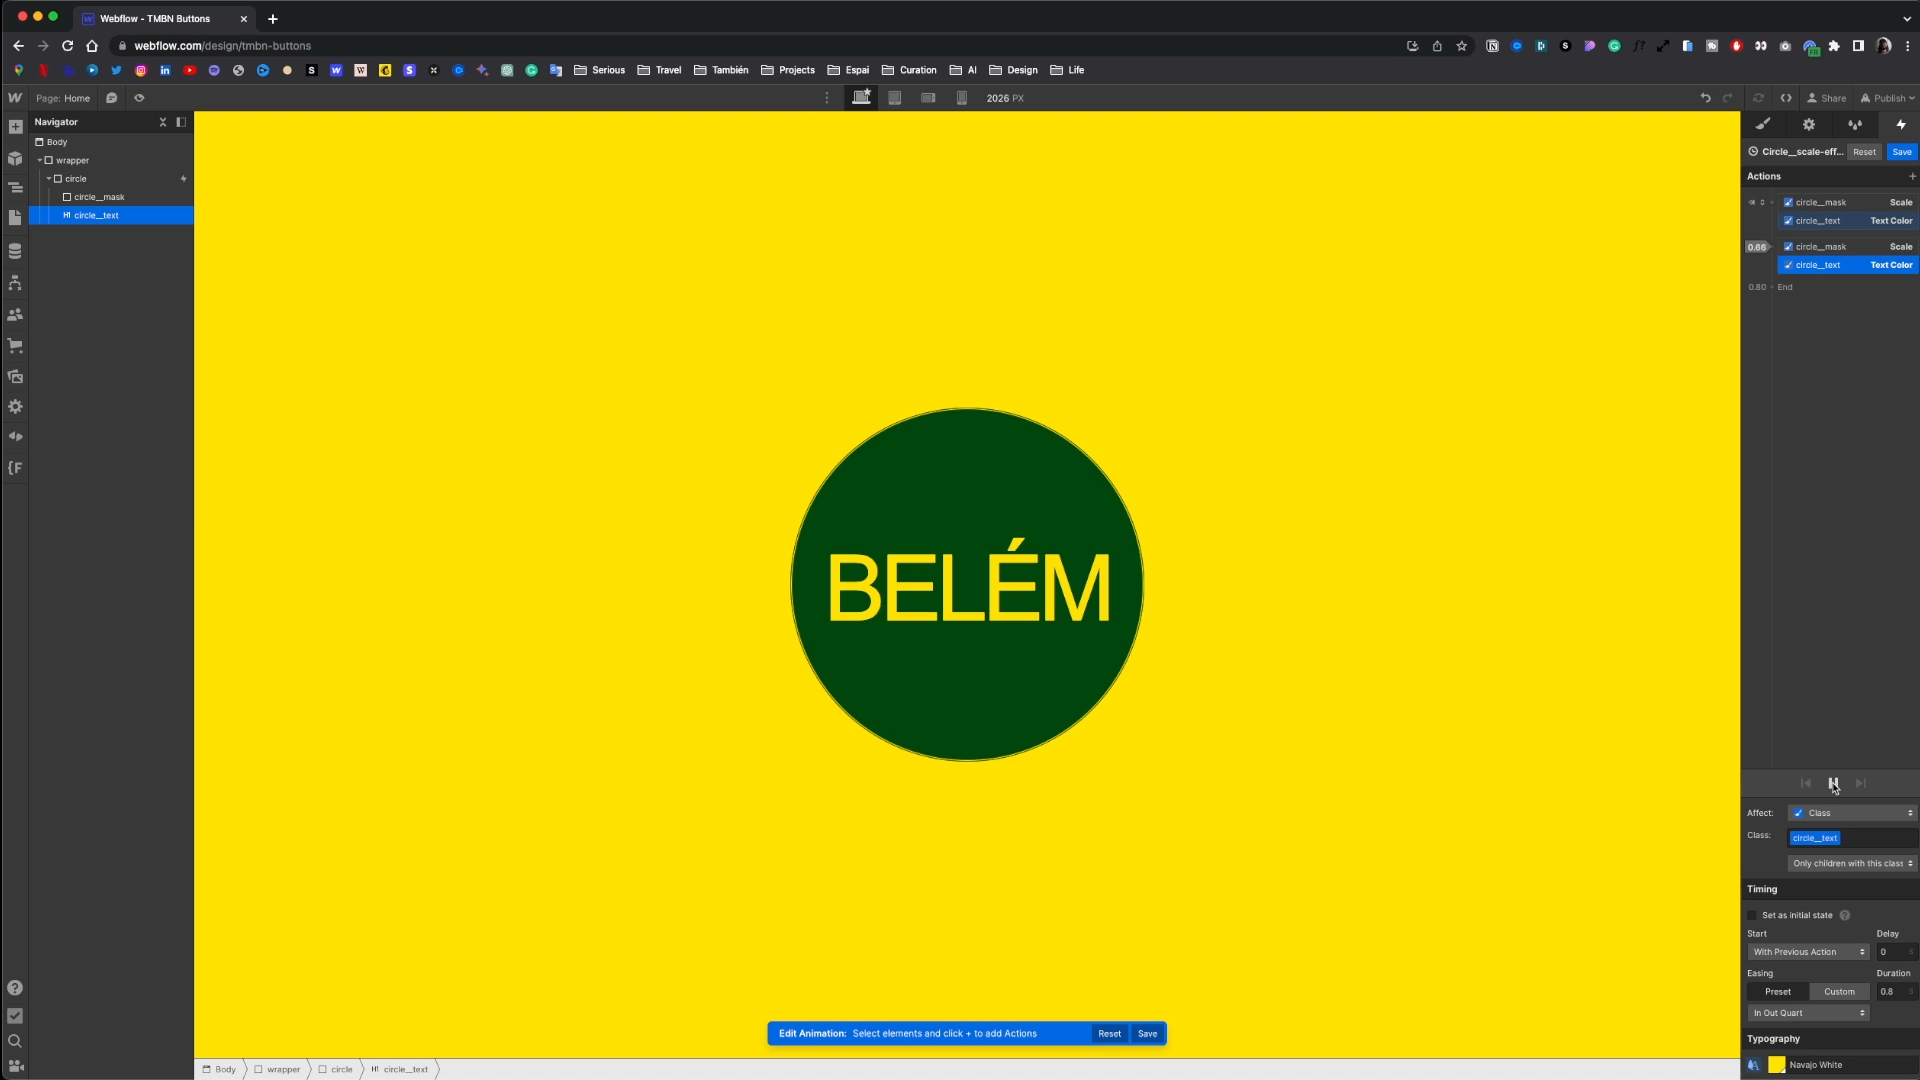 Webflow - TMBN Buttons
webflow.com/design/tmbn-buttons
Serious
Travel
También
Projects
Espai
Curation
AI
Design
Life
Page: Home
2026 PX
Share
Publish
Navigator
Body
wrapper
circle
circle__mask
H1 circle__text
BELÉM
Circle__scale-eff...
Reset
Save
Actions
circle__mask Scale
circle__text Text Color
0.66
circle__mask Scale
circle__text Text Color
0.80 End
Affect: Class
Class: circle__text
Only children with this class
Timing
Set as initial state
Start
Delay
With Previous Action
0 S
Easing
Duration
Preset
Custom
0.8 S
In Out Quart
Typography
Navajo White
Edit Animation: Select elements and click + to add Actions
Reset
Save
Body
wrapper
circle
H1 circle__text